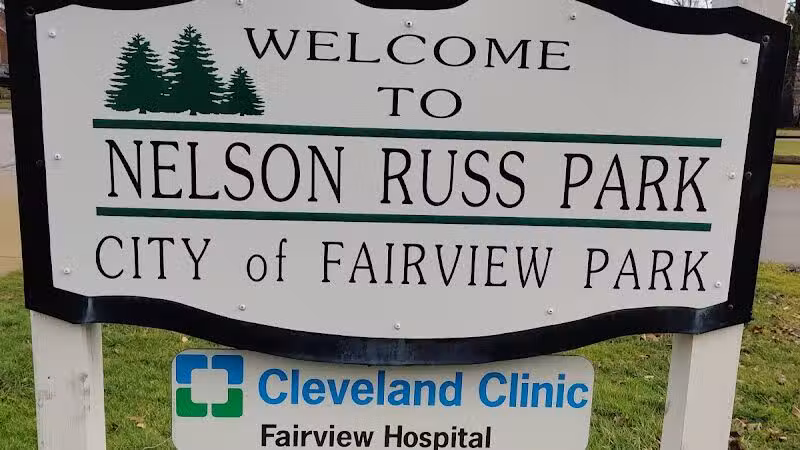 WELCOME
TO
NELSON RUSS PARK
CITY of FAIRVIEW PARK
Cleveland Clinic
Fairview Hospital